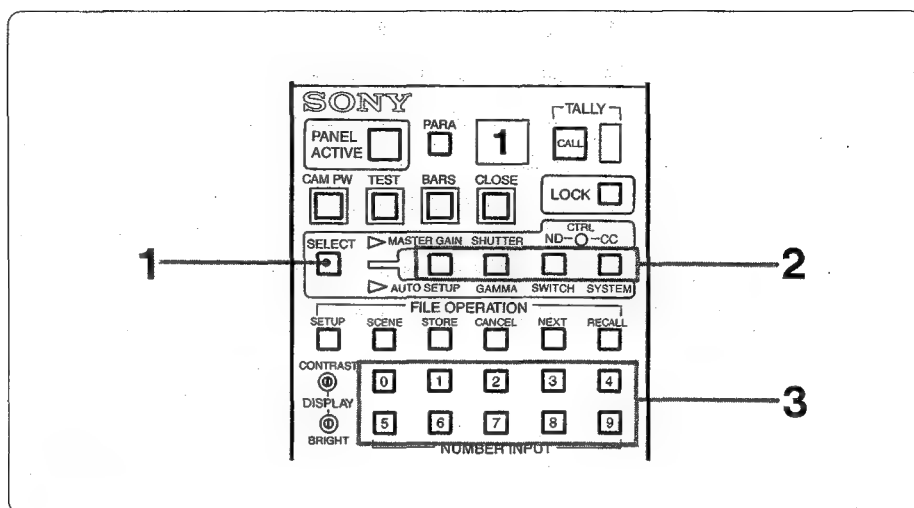 SONY
PANEL ACTIVE
PARA
1
TALLY
CALL
CAM PW TEST BARS CLOSE
LOCK
CTRL
SELECT
MASTER GAIN SHUTTER ND CC
1
2
AUTO SETUP GAMMA SWITCH SYSTEM
FILE OPERATION
SETUP SCENE STORE CANCEL NEXT RECALL
CONTRAST
0 1 2 3 4
DISPLAY
3
5 6 7 8 9
BRIGHT
NUMBER INPUT